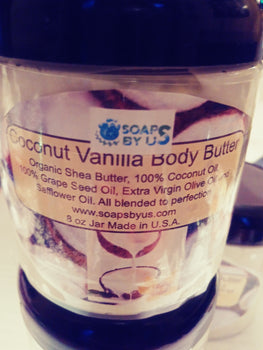 SOAPS
BY US
Coconut Vanilla Body Butter
Organic Shea Butter, 100% Coconut Oil,
100% Grape Seed Oil, Extra Virgin Olive Oil and
Safflower Oil. All blended to perfection.
www.soapsbyus.com
8 oz Jar Made in U.S.A.